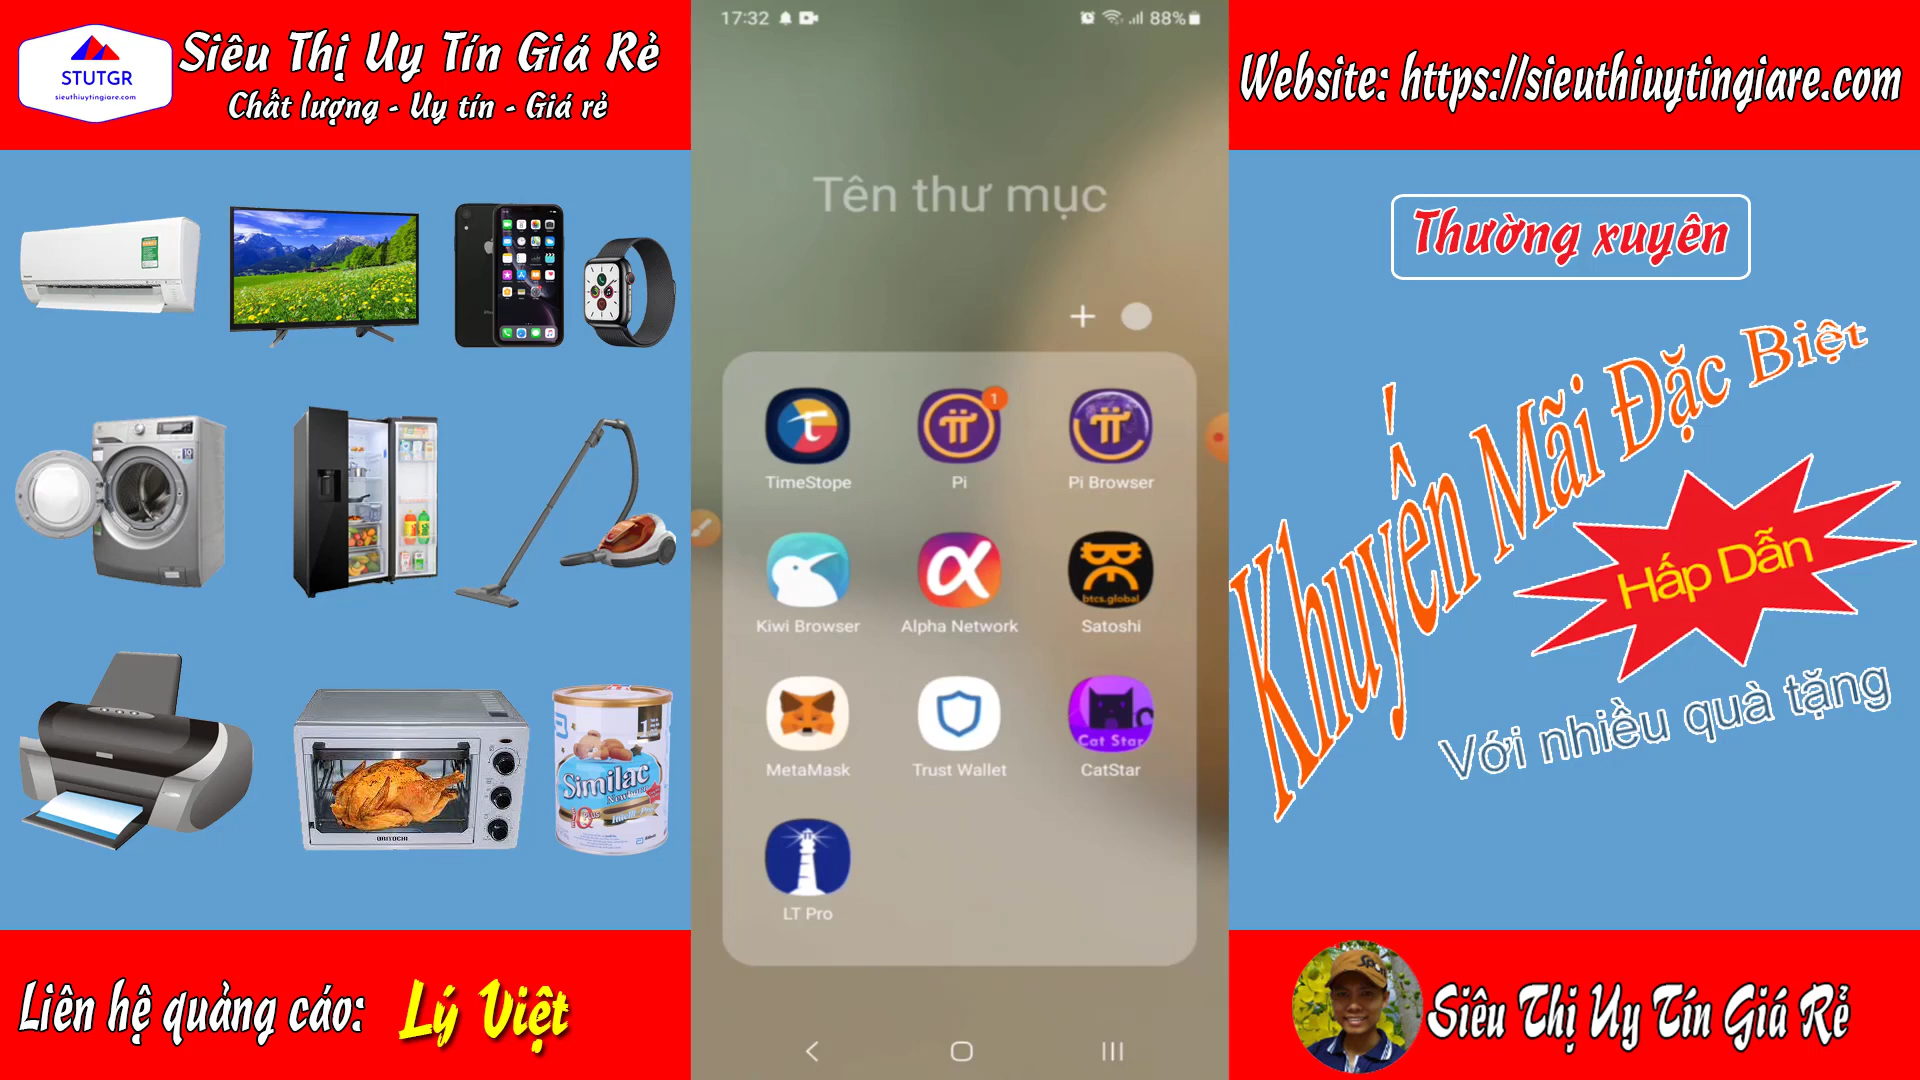 STUTGR
sieuthiuytingiare.com
Siêu Thị Uy Tín Giá Rẻ
Chất lượng - Uy tín - Giá rẻ
17:32
88%
Website: https://sieuthiuytingiare.com
Tên thư mục
Thường xuyên
Khuyến Mãi Đặc Biệt
Hấp Dẫn
Với nhiều quà tặng
1
TimeStope
Pi
Pi Browser
btcs.global
Kiwi Browser
Alpha Network
Satoshi
Cat Star
MetaMask
Trust Wallet
CatStar
LT Pro
Similac
IQ Plus
Liên hệ quảng cáo:
Lý Việt
Siêu Thị Uy Tín Giá Rẻ